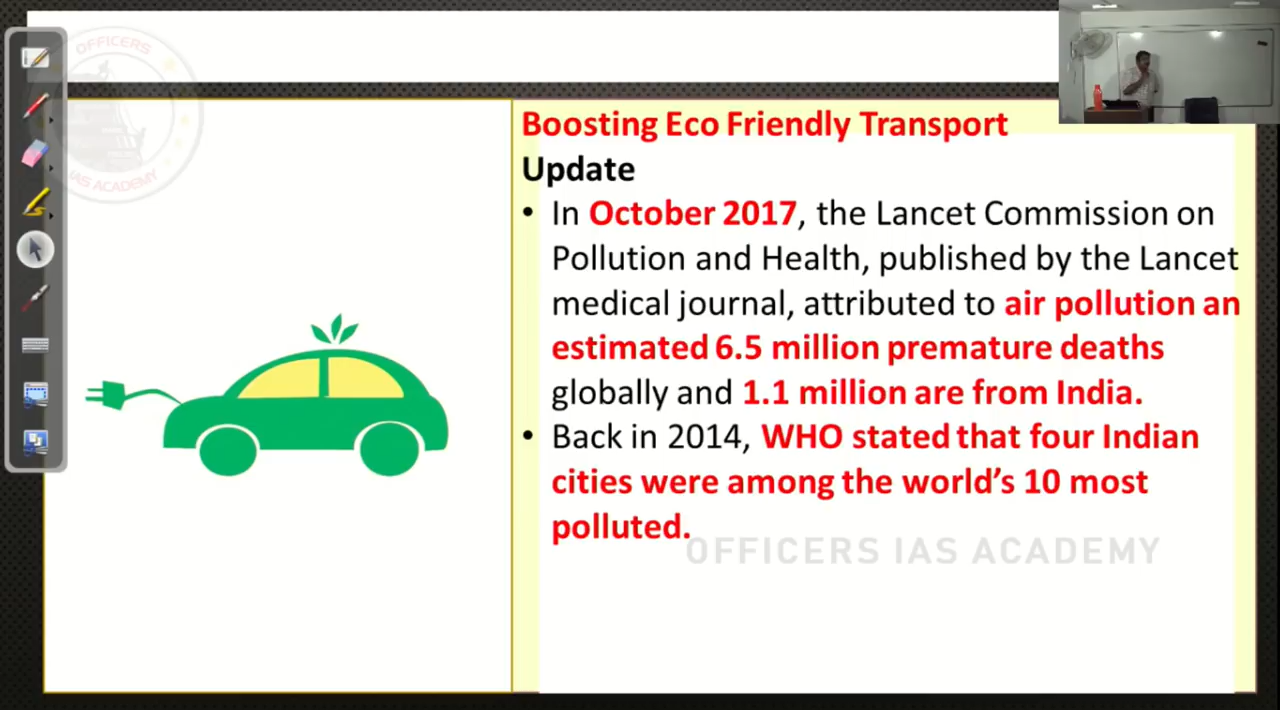 OFFICERS
IAS ACADEMY
Boosting Eco Friendly Transport
Update
• In October 2017, the Lancet Commission on
Pollution and Health, published by the Lancet
medical journal, attributed to air pollution an
estimated 6.5 million premature deaths
globally and 1.1 million are from India.
• Back in 2014, WHO stated that four Indian
cities were among the world's 10 most
polluted.
OFFICERS IAS ACADEMY